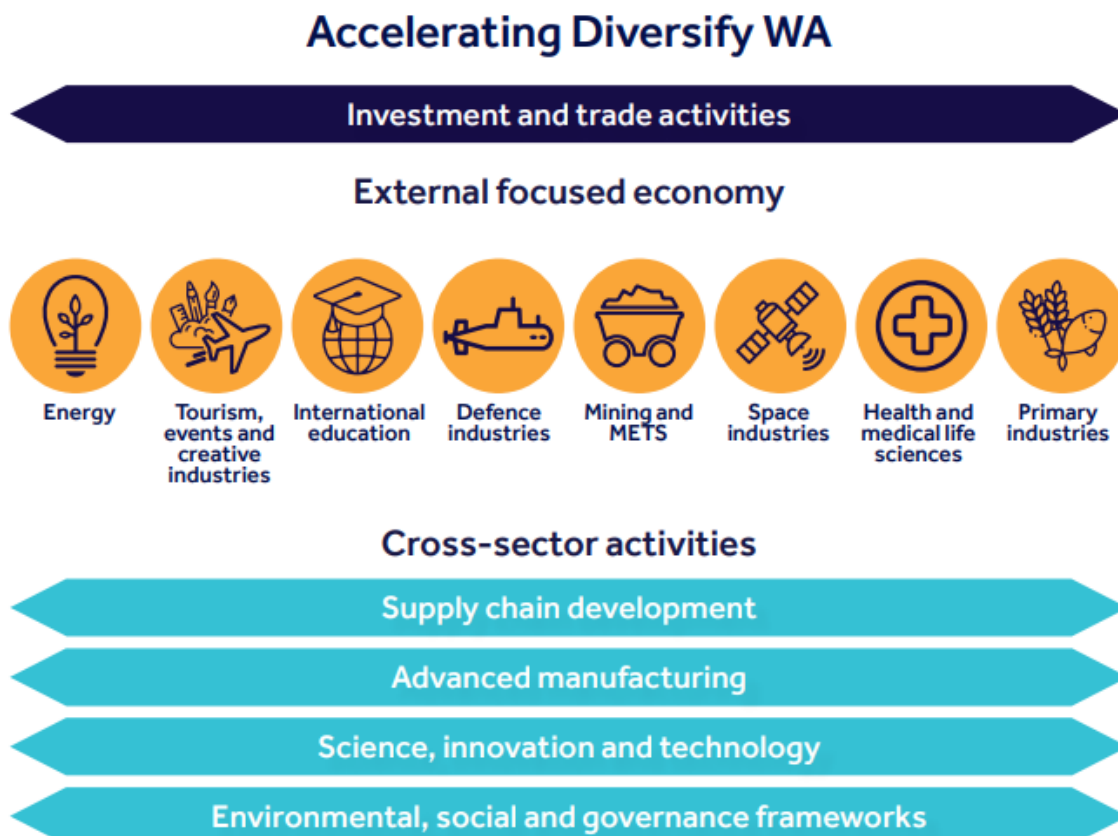 Accelerating Diversify WA
Investment and trade activities
External focused economy
Energy
Tourism,
events and
creative
industries
International
education
Defence
industries
Mining and
METS
Space
industries
Health and
medical life
sciences
Primary
industries
Cross-sector activities
Supply chain development
Advanced manufacturing
Science, innovation and technology
Environmental, social and governance frameworks